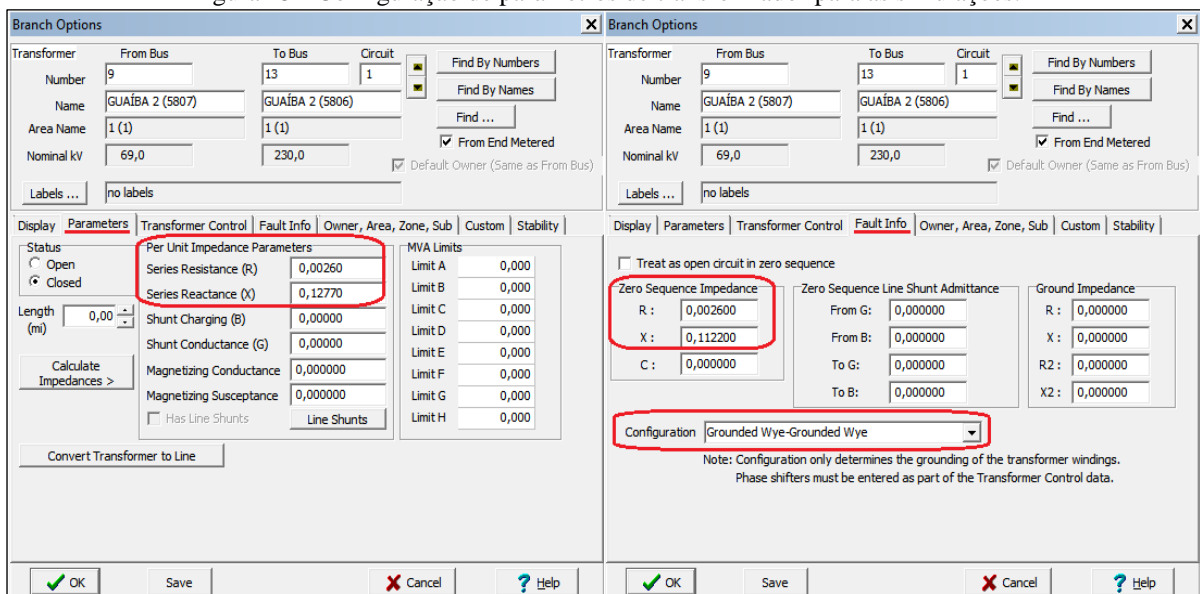 Configuração de parâmetros do transformador para as simulações.
Branch Options
Transformer From Bus To Bus Circuit
Number 9 13 1 Find By Numbers
Name GUAÍBA 2 (5807) GUAÍBA 2 (5806) Find By Names
Area Name 1 (1) 1 (1) Find ...
From End Metered
Nominal kV 69,0 230,0
Default Owner (Same as From Bus)
Labels ... no labels
Display Parameters Transformer Control Fault Info Owner, Area, Zone, Sub Custom Stability
Status
Open
Closed
Length (mi) 0,00
Calculate
Impedances >
Per Unit Impedance Parameters
Series Resistance (R) 0,00260
Series Reactance (X) 0,12770
Shunt Charging (B) 0,00000
Shunt Conductance (G) 0,00000
Magnetizing Conductance 0,000000
Magnetizing Susceptance 0,000000
Has Line Shunts Line Shunts
MVA Limits
Limit A 0,000
Limit B 0,000
Limit C 0,000
Limit D 0,000
Limit E 0,000
Limit F 0,000
Limit G 0,000
Limit H 0,000
Convert Transformer to Line
OK Save Cancel ? Help
Branch Options
Transformer From Bus To Bus Circuit
Number 9 13 1 Find By Numbers
Name GUAÍBA 2 (5807) GUAÍBA 2 (5806) Find By Names
Area Name 1 (1) 1 (1) Find ...
From End Metered
Nominal kV 69,0 230,0
Default Owner (Same as From Bus)
Labels ... no labels
Display Parameters Transformer Control Fault Info Owner, Area, Zone, Sub Custom Stability
Treat as open circuit in zero sequence
Zero Sequence Impedance
R : 0,002600
X : 0,112200
C : 0,000000
Zero Sequence Line Shunt Admittance
From G: 0,000000
From B: 0,000000
To G: 0,000000
To B: 0,000000
Ground Impedance
R : 0,000000
X : 0,000000
R2 : 0,000000
X2 : 0,000000
Configuration Grounded Wye-Grounded Wye
Note: Configuration only determines the grounding of the transformer windings.
Phase shifters must be entered as part of the Transformer Control data.
OK Save Cancel ? Help